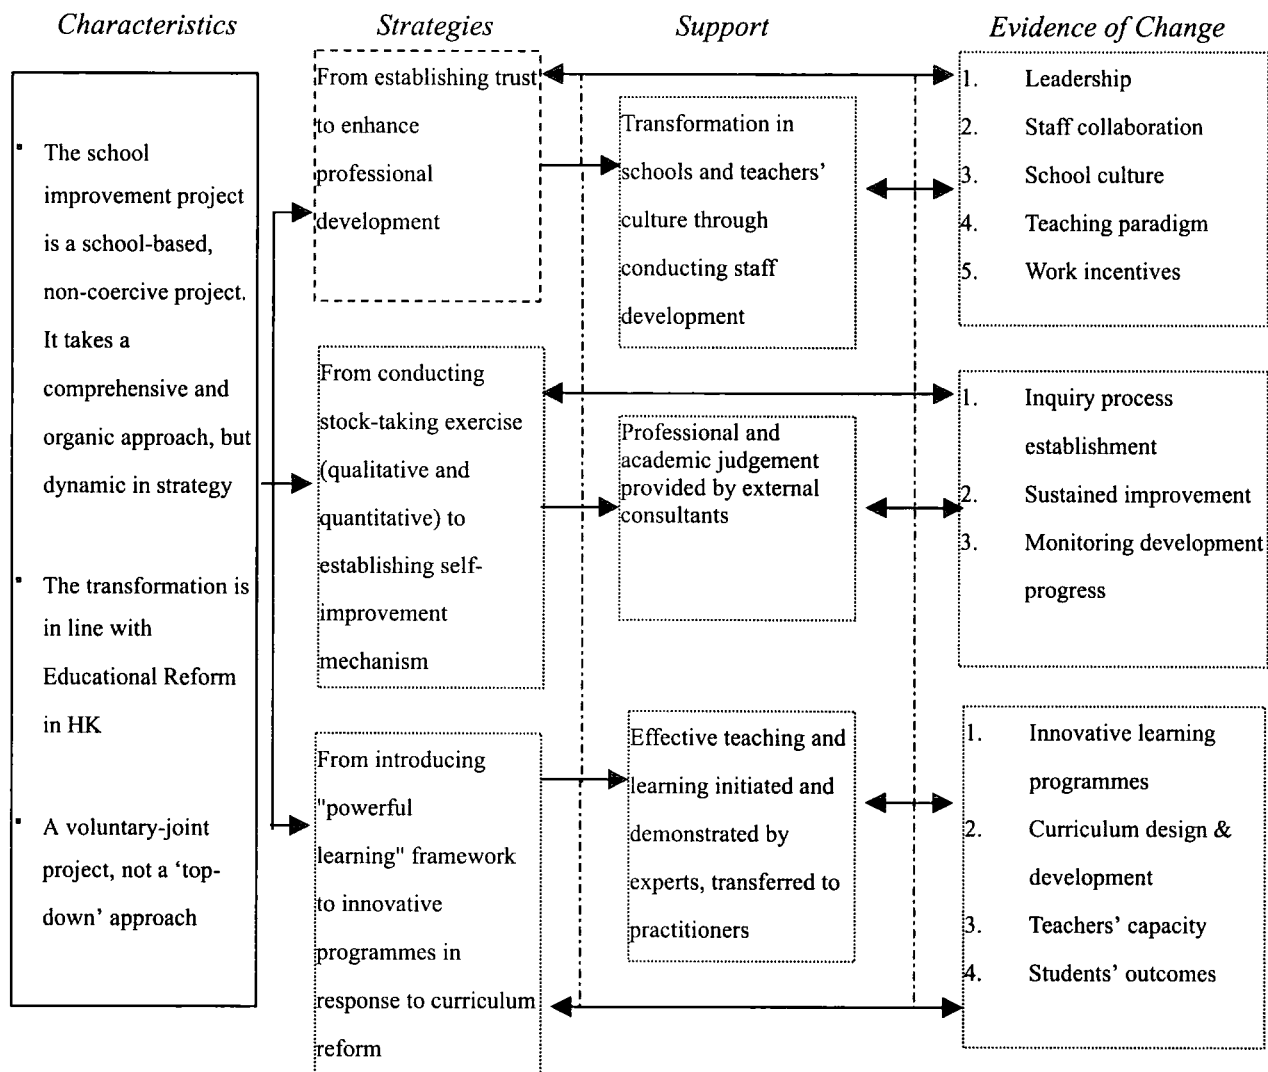 Characteristics
Strategies
Support
Evidence of Change
▪ The school
improvement project
is a school-based,
non-coercive project.
It takes a
comprehensive and
organic approach, but
dynamic in strategy
▪ The transformation is
in line with
Educational Reform
in HK
▪ A voluntary-joint
project, not a ‘top-
down’ approach
From establishing trust
to enhance
professional
development
From conducting
stock-taking exercise
(qualitative and
quantitative) to
establishing self-
improvement
mechanism
From introducing
"powerful
learning" framework
to innovative
programmes in
response to curriculum
reform
Transformation in
schools and teachers’
culture through
conducting staff
development
Professional and
academic judgement
provided by external
consultants
Effective teaching and
learning initiated and
demonstrated by
experts, transferred to
practitioners
1. Leadership
2. Staff collaboration
3. School culture
4. Teaching paradigm
5. Work incentives
1. Inquiry process
establishment
2. Sustained improvement
3. Monitoring development
progress
1. Innovative learning
programmes
2. Curriculum design &
development
3. Teachers’ capacity
4. Students’ outcomes